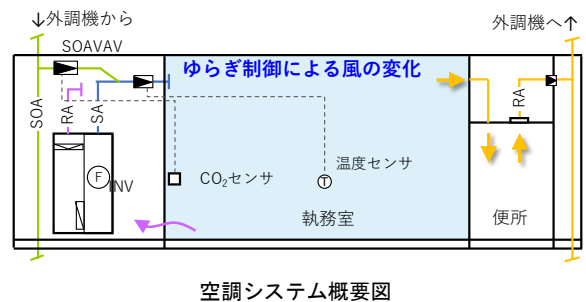 ↓外調機から
外調機へ↑
SOAVAV
ゆらぎ制御による風の変化
SOA
RA
SA
RA
F
INV
CO₂センサ
T
温度センサ
執務室
便所
空調システム概要図